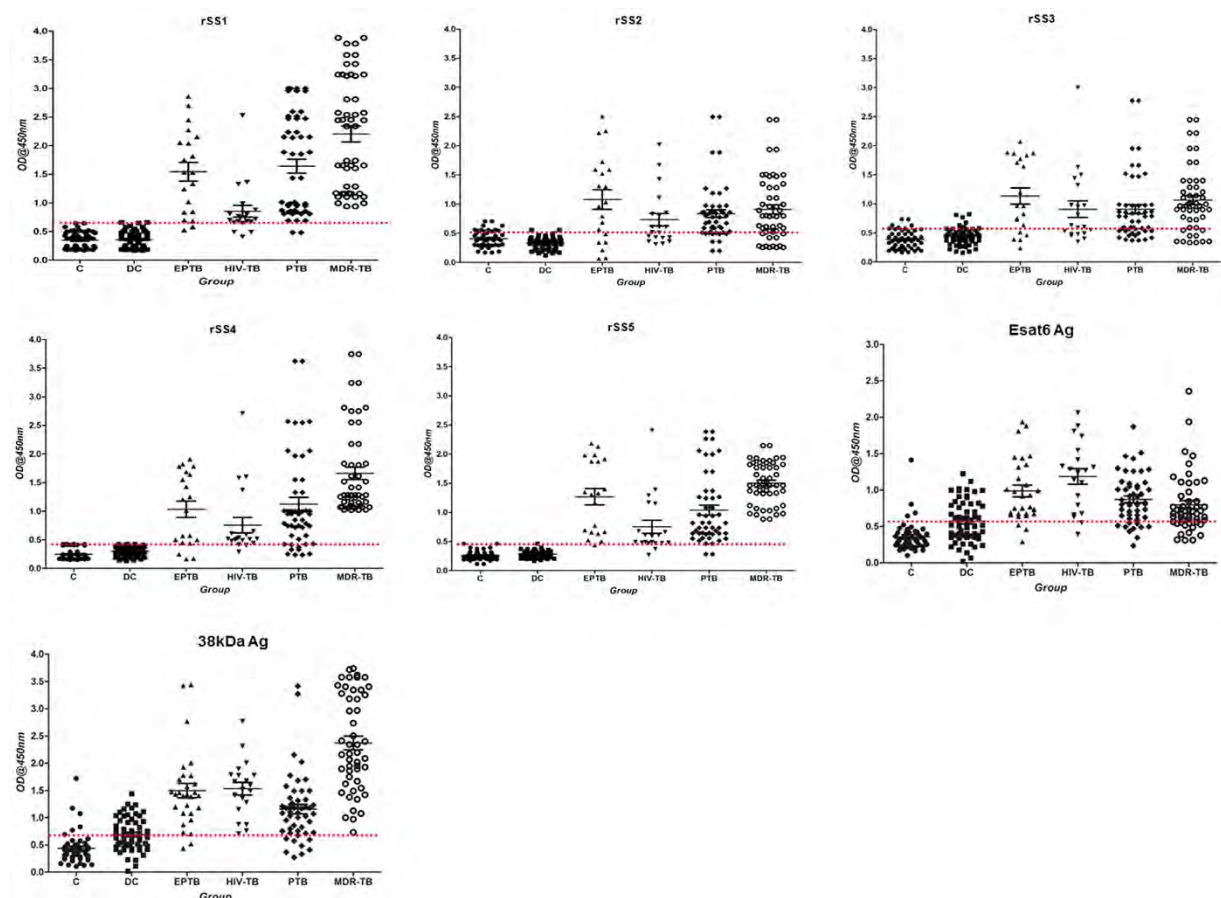 rSS1
OD@450nm
4.0
3.5
3.0
2.5
2.0
1.5
1.0
0.5
0.0
C DC EPTB HIV-TB PTB MDR-TB
Group
rSS2
OD@450nm
4.0
3.5
3.0
2.5
2.0
1.5
1.0
0.5
0.0
C DC EPTB HIV-TB PTB MDR-TB
Group
rSS3
OD@450nm
4.0
3.5
3.0
2.5
2.0
1.5
1.0
0.5
0.0
C DC EPTB HIV-TB PTB MDR-TB
Group
rSS4
OD@450nm
4.0
3.5
3.0
2.5
2.0
1.5
1.0
0.5
0.0
C DC EPTB HIV-TB PTB MDR-TB
Group
rSS5
OD@450nm
4.0
3.5
3.0
2.5
2.0
1.5
1.0
0.5
0.0
C DC EPTB HIV-TB PTB MDR-TB
Group
Esat6 Ag
OD@450nm
3.0
2.5
2.0
1.5
1.0
0.5
0.0
C DC EPTB HIV-TB PTB MDR-TB
Group
38kDa Ag
OD@450nm
4.0
3.5
3.0
2.5
2.0
1.5
1.0
0.5
0.0
C DC EPTB HIV-TB PTB MDR-TB
Group